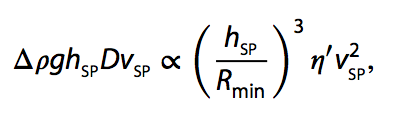 Δρgh_SP Dv_SP ∝ (h_SP / R_min)^3 η′v_SP^2,